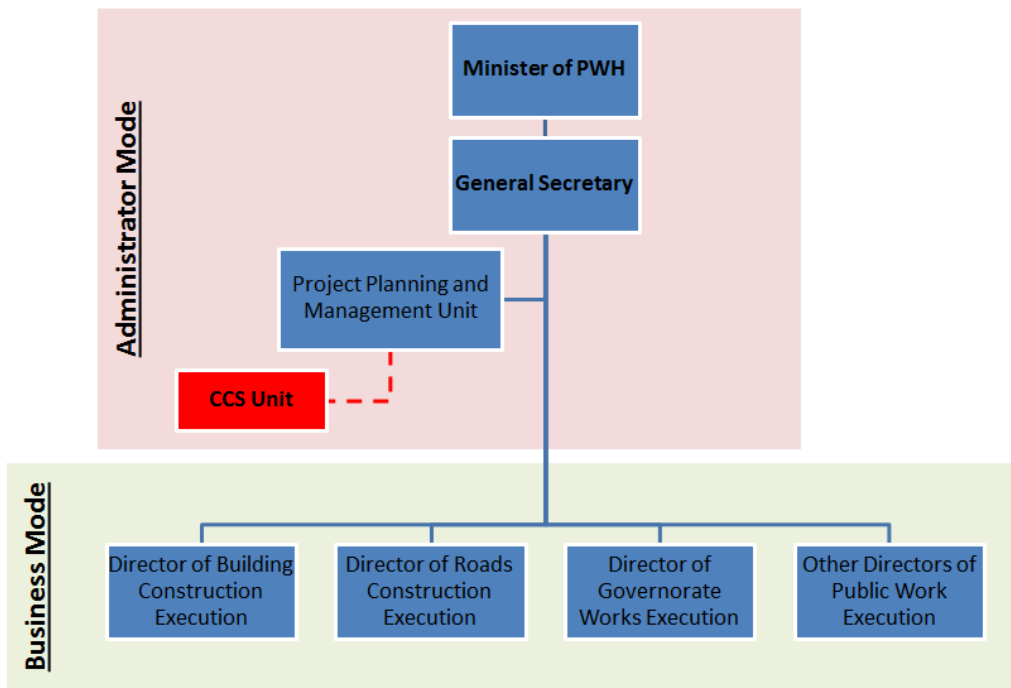 Administrator Mode
Minister of PWH
General Secretary
Project Planning and
Management Unit
CCS Unit
Business Mode
Director of Building
Construction
Execution
Director of Roads
Construction
Execution
Director of
Governorate
Works Execution
Other Directors of
Public Work
Execution